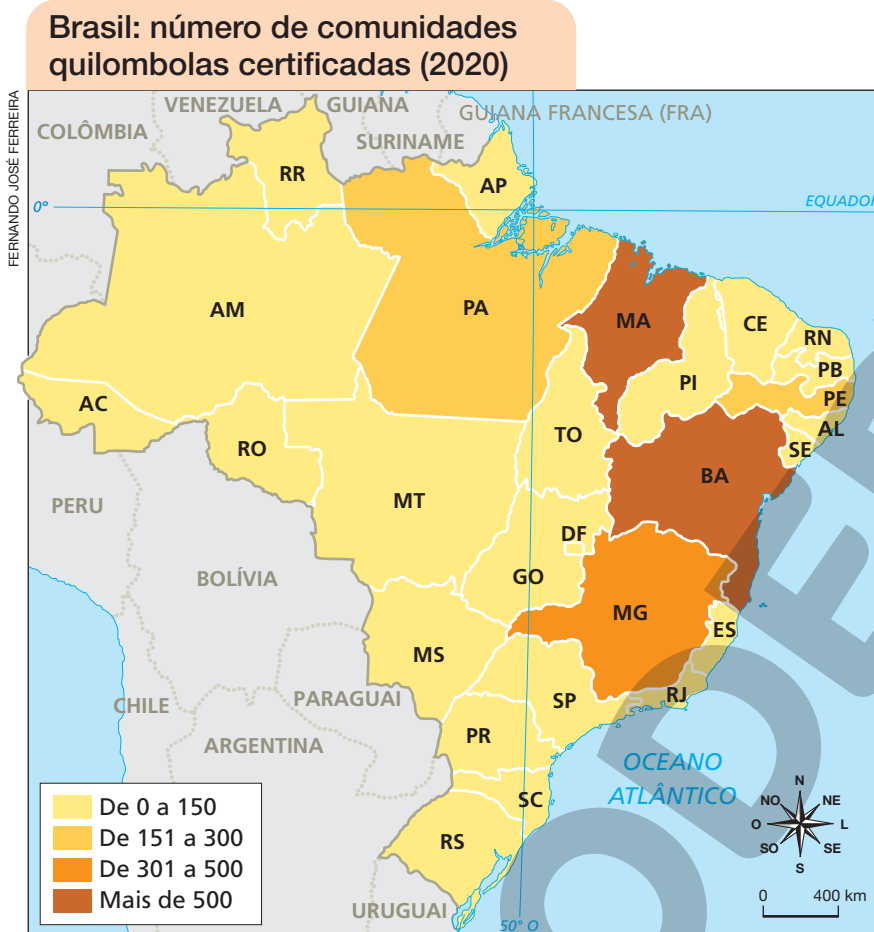 Brasil: número de comunidades
quilombolas certificadas (2020)
FERNANDO JOSÉ FERREIRA
VENEZUELA
GUIANA
GUIANA FRANCESA (FRA)
COLÔMBIA
SURINAME
RR
AP
0°
EQUADOR
AM
PA
MA
CE
RN
PB
PI
PE
AC
AL
TO
RO
SE
BA
PERU
MT
DF
BOLÍVIA
GO
MG
ES
MS
SP
RJ
PARAGUAI
CHILE
PR
ARGENTINA
OCEANO
ATLÂNTICO
SC
RS
URUGUAI
50° O
De 0 a 150
De 151 a 300
De 301 a 500
Mais de 500
N
NO
NE
O
L
SO
SE
S
0 400 km